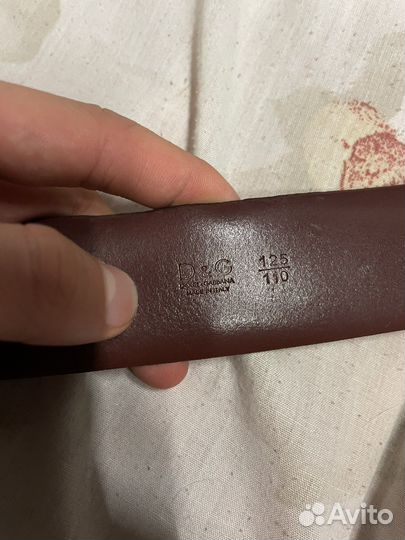 D&G
DOLCE&GABBANA
MADE IN ITALY
125
110
Avito